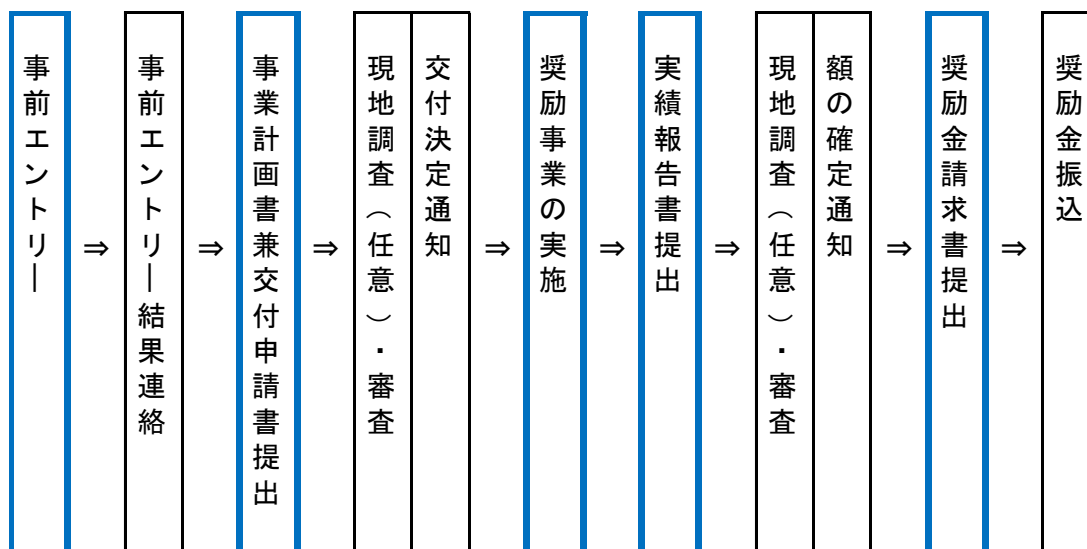 事前エントリー
⇒
事前エントリー結果連絡
⇒
事業計画書兼交付申請書提出
⇒
現地調査（任意）・審査
交付決定通知
⇒
奨励事業の実施
⇒
実績報告書提出
⇒
現地調査（任意）・審査
額の確定通知
⇒
奨励金請求書提出
⇒
奨励金振込